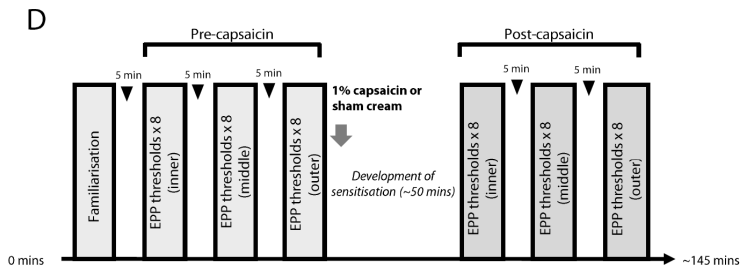 D
Pre-capsaicin
Post-capsaicin
5 min
5 min
5 min
5 min
5 min
Familiarisation
EPP thresholds x 8
(inner)
EPP thresholds x 8
(middle)
EPP thresholds x 8
(outer)
1% capsaicin or
sham cream
Development of
sensitisation (~50 mins)
EPP thresholds x 8
(inner)
EPP thresholds x 8
(middle)
EPP thresholds x 8
(outer)
0 mins
~145 mins